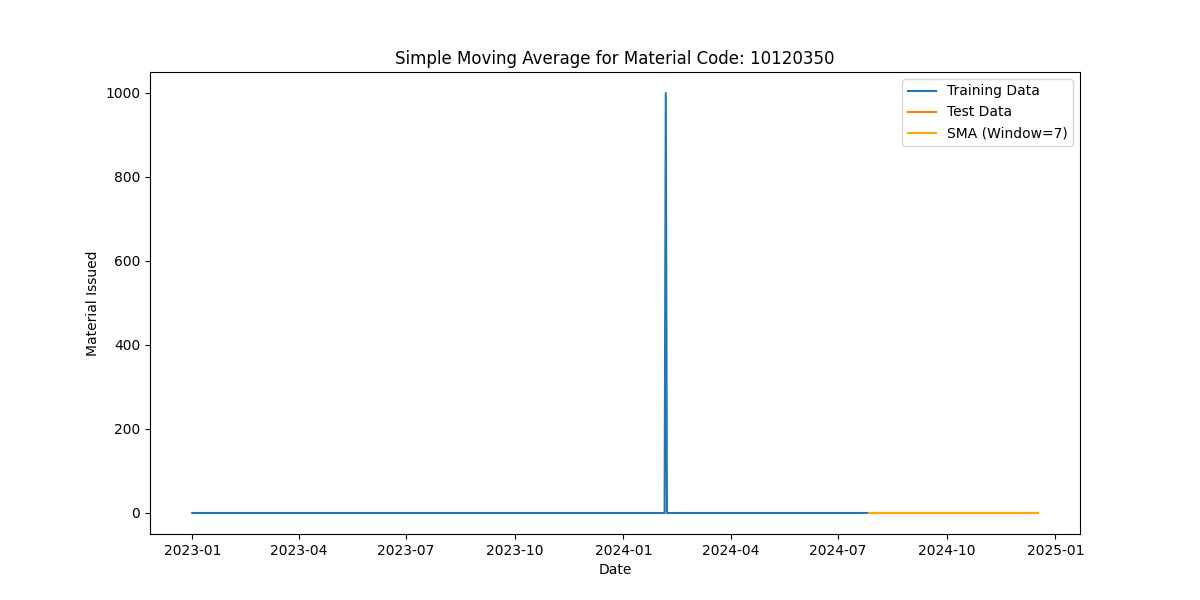 Simple Moving Average for Material Code: 10120350
Training Data
Test Data
SMA (Window=7)
Material Issued
1000
800
600
400
200
0
2023-01 2023-04 2023-07 2023-10 2024-01 2024-04 2024-07 2024-10 2025-01
Date